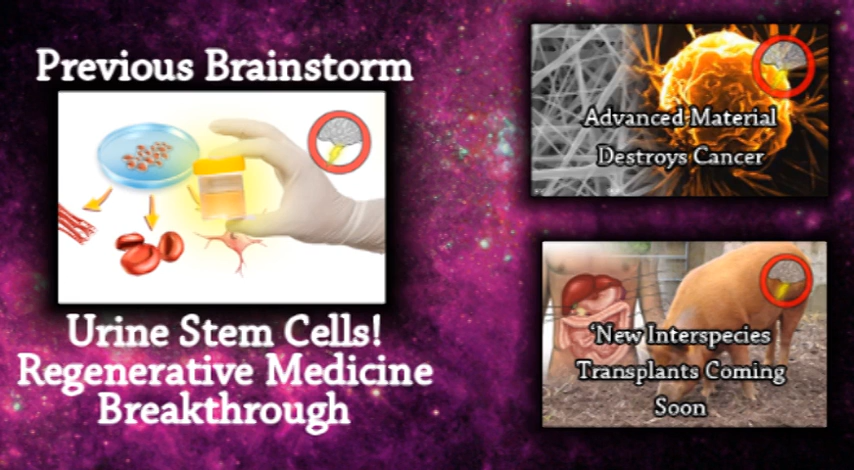 Previous Brainstorm
Urine Stem Cells!
Regenerative Medicine
Breakthrough
Advanced Material
Destroys Cancer
'New Interspecies
Transplants Coming
Soon